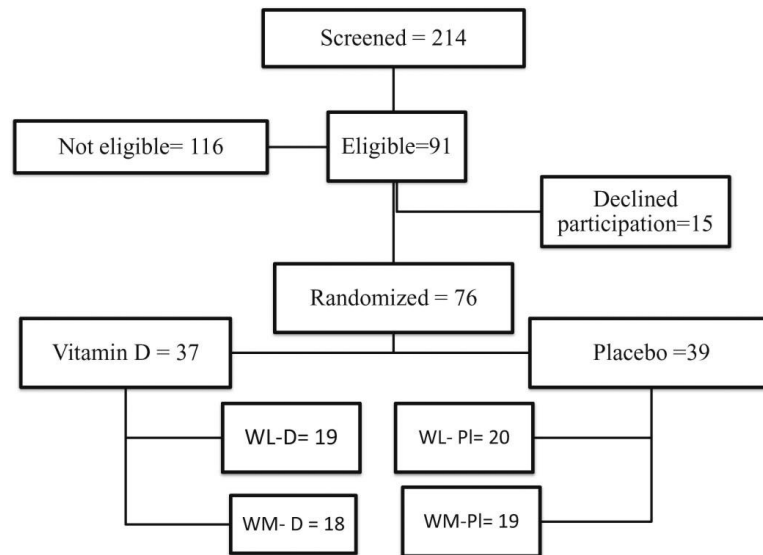 Screened = 214
Not eligible= 116
Eligible=91
Declined
participation=15
Randomized = 76
Vitamin D = 37
Placebo =39
WL-D= 19
WL- Pl= 20
WM- D = 18
WM-Pl= 19